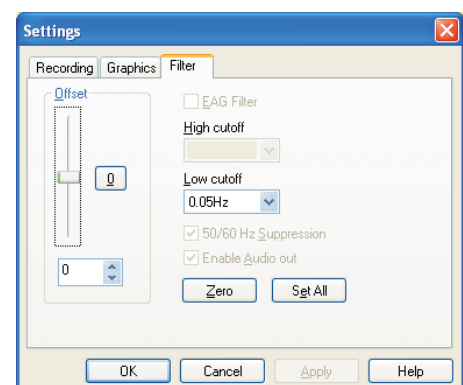 Settings
Recording Graphics Filter
Offset
0
0
EAG Filter
High cutoff
Low cutoff
0.05Hz
50/60 Hz Suppression
Enable Audio out
Zero Set All
OK Cancel Apply Help